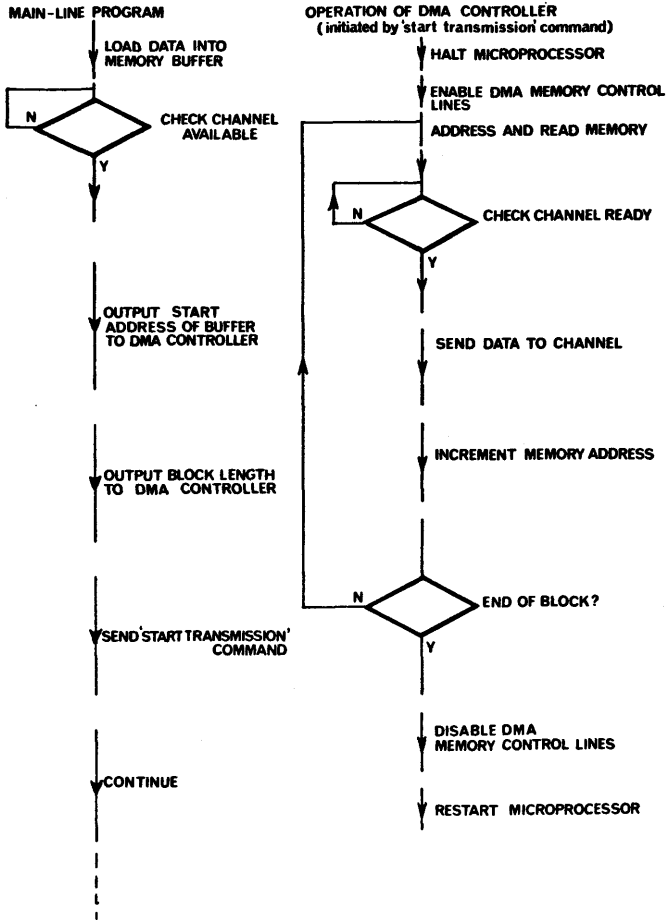 MAIN-LINE PROGRAM
LOAD DATA INTO
MEMORY BUFFER
N
CHECK CHANNEL
AVAILABLE
Y
OUTPUT START
ADDRESS OF BUFFER
TO DMA CONTROLLER
OUTPUT BLOCK LENGTH
TO DMA CONTROLLER
SEND 'START TRANSMISSION'
COMMAND
CONTINUE
OPERATION OF DMA CONTROLLER
(initiated by 'start transmission' command)
HALT MICROPROCESSOR
ENABLE DMA MEMORY CONTROL
LINES
ADDRESS AND READ MEMORY
N
CHECK CHANNEL READY
Y
SEND DATA TO CHANNEL
INCREMENT MEMORY ADDRESS
N
END OF BLOCK?
Y
DISABLE DMA
MEMORY CONTROL LINES
RESTART MICROPROCESSOR